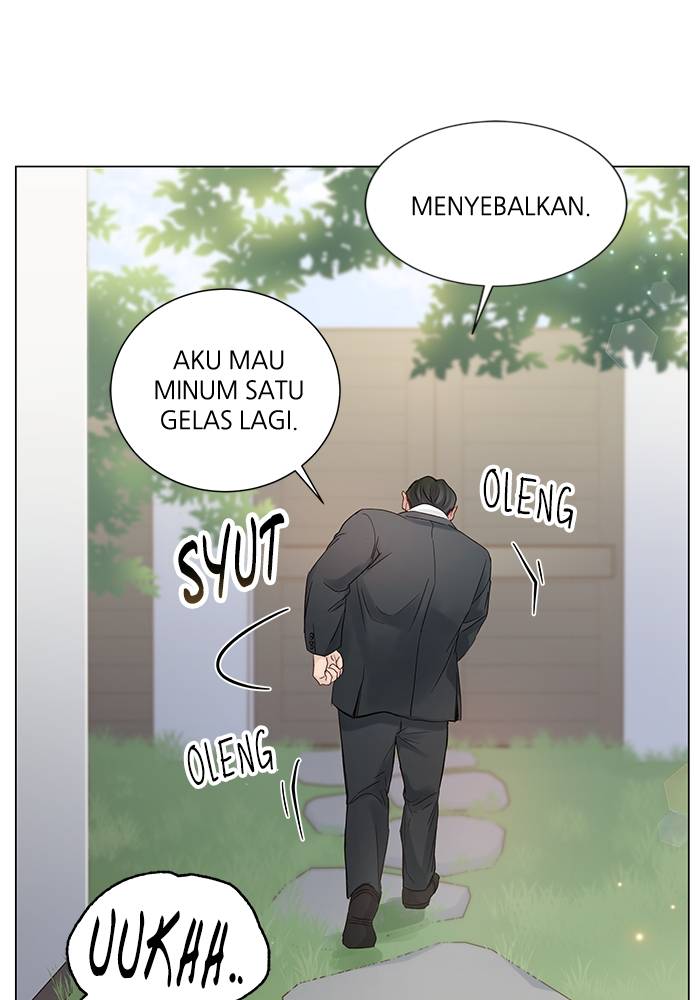 MENYEBALKAN.
AKU MAU
MINUM SATU
GELAS LAGI.
OLENG
SYUT
OLENG
UUKHH..